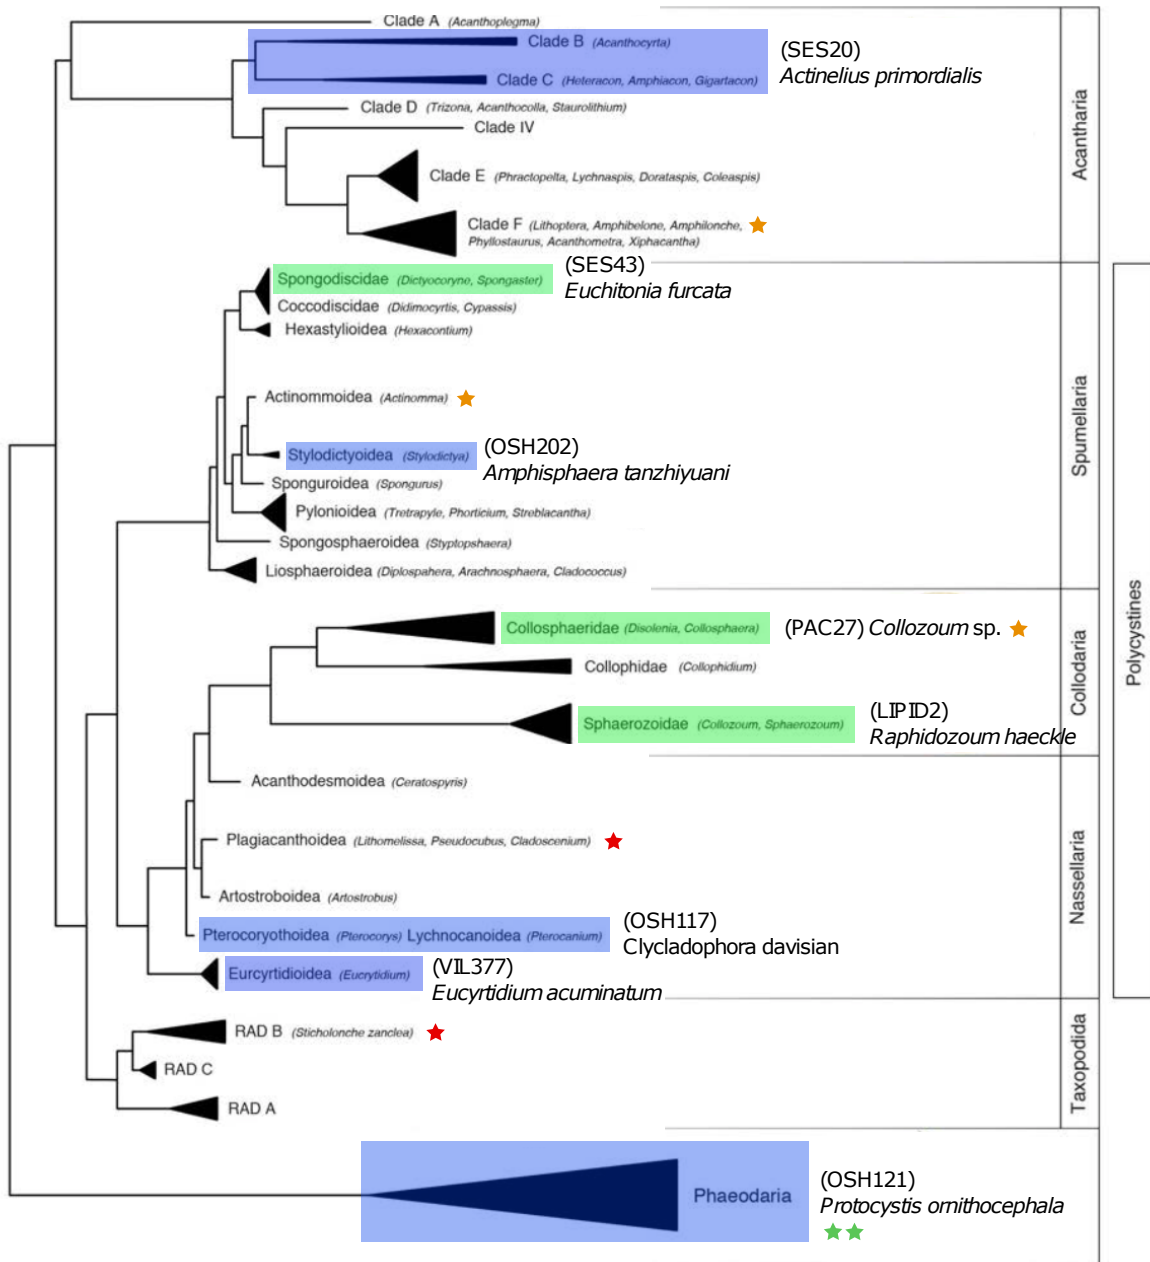 Clade A (Acanthoplegma)
Clade B (Acanthocyrta)
(SES20)
Actinelius primordialis
Clade C (Heteracon, Amphiacon, Gigartacon)
Clade D (Trizona, Acanthocolla, Staurolithium)
Clade IV
Clade E (Phractopelta, Lychnaspis, Dorataspis, Coleaspis)
Clade F (Lithoptera, Amphibelone, Amphilonche,
Phyllostaurus, Acanthometra, Xiphacantha)
Acantharia
Spongodiscidae (Dictyocoryne, Spongaster)
(SES43)
Euchitonia furcata
Coccodiscidae (Didimocyrtis, Cypassis)
Hexastylioidea (Hexacontium)
Actinommoidea (Actinomma)
Stylodictyoidea (Stylodictya)
(OSH202)
Amphisphaera tanzhiyuani
Sponguroidea (Spongurus)
Pylonioidea (Tretrapyle, Phorticium, Streblacantha)
Spongosphaeroidea (Styptopshaera)
Liosphaeroidea (Diplospahera, Arachnosphaera, Cladococcus)
Spumellaria
Collosphaeridae (Disolenia, Collosphaera)
(PAC27) Collozoum sp.
Collophidae (Collophidium)
Sphaerozoidae (Collozoum, Sphaerozoum)
(LIPID2)
Raphidozoum haeckle
Collodaria
Acanthodesmoidea (Ceratospyris)
Plagiacanthoidea (Lithomelissa, Pseudocubus, Cladoscenium)
Artostroboidea (Artostrobus)
Pterocoryothoidea (Pterocorys) Lychnocanoidea (Pterocanium)
(OSH117)
Clycladophora davisian
Eurcyrtidioidea (Eucrytidium)
(VIL377)
Eucyrtidium acuminatum
Nassellaria
Polycystines
RAD B (Sticholonche zanclea)
RAD C
RAD A
Taxopodida
Phaeodaria
(OSH121)
Protocystis ornithocephala